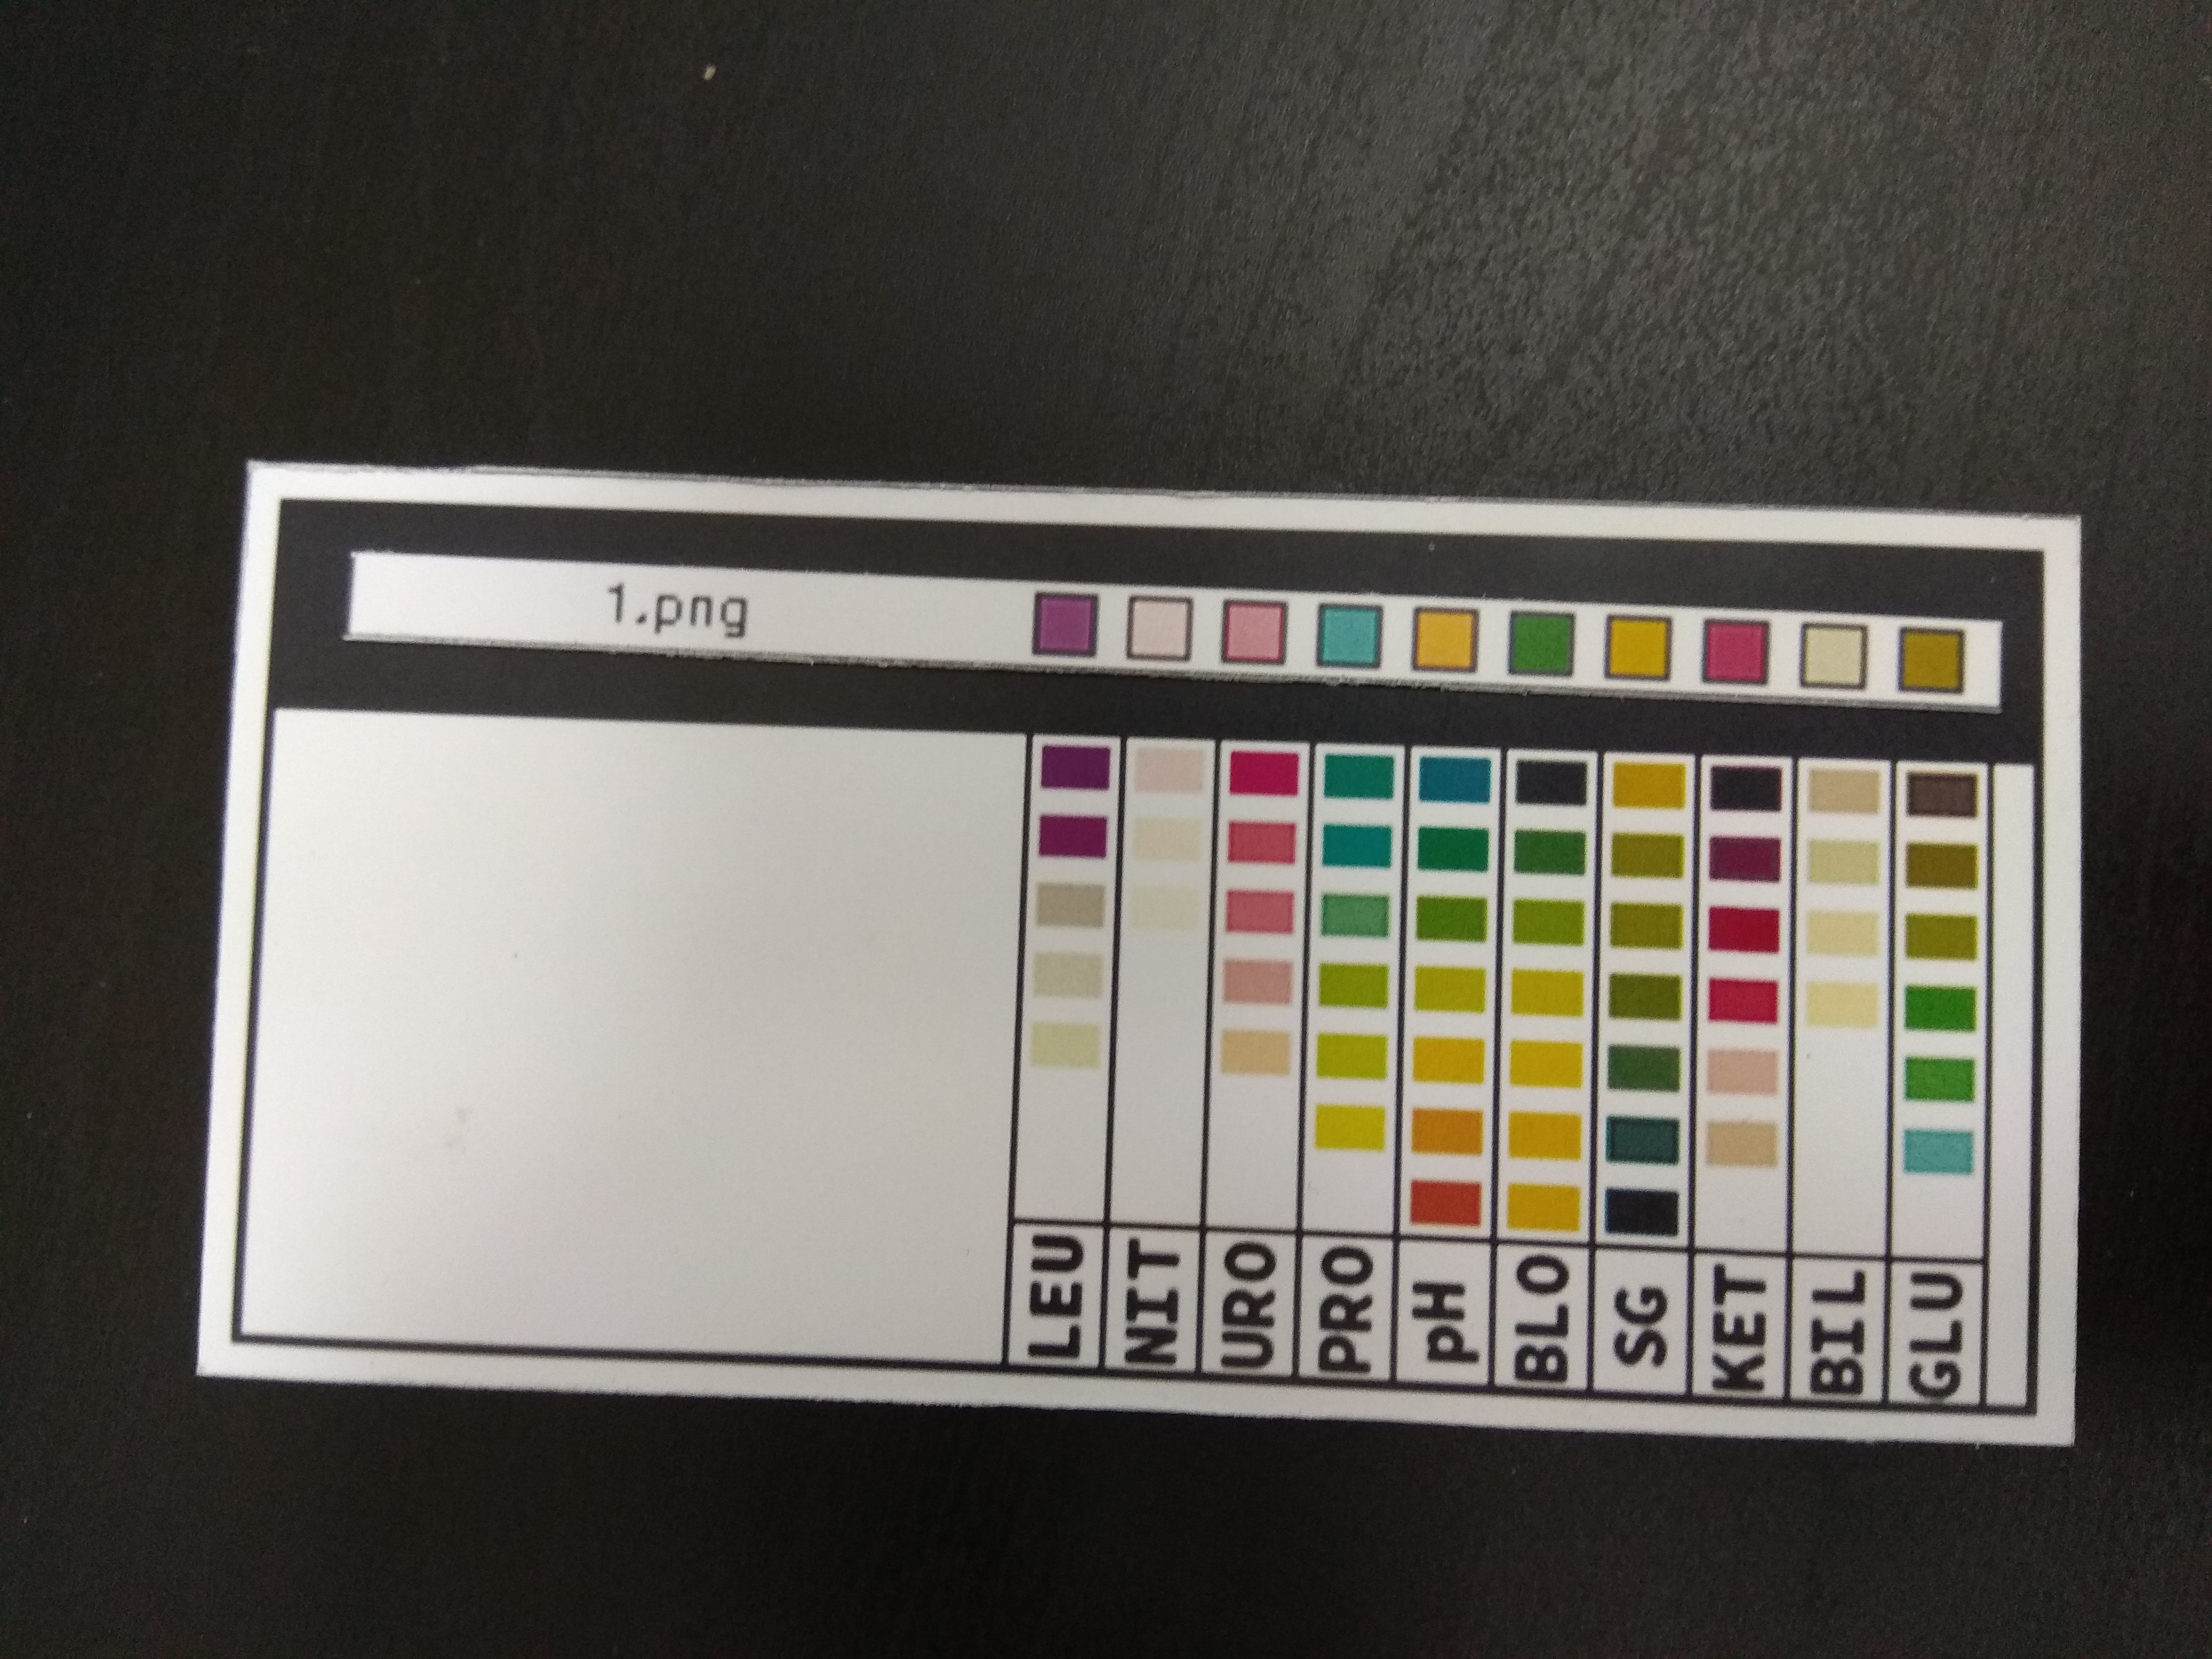 1.png
LEU
NIT
URO
PRO
pH
BLO
SG
KET
BIL
GLU